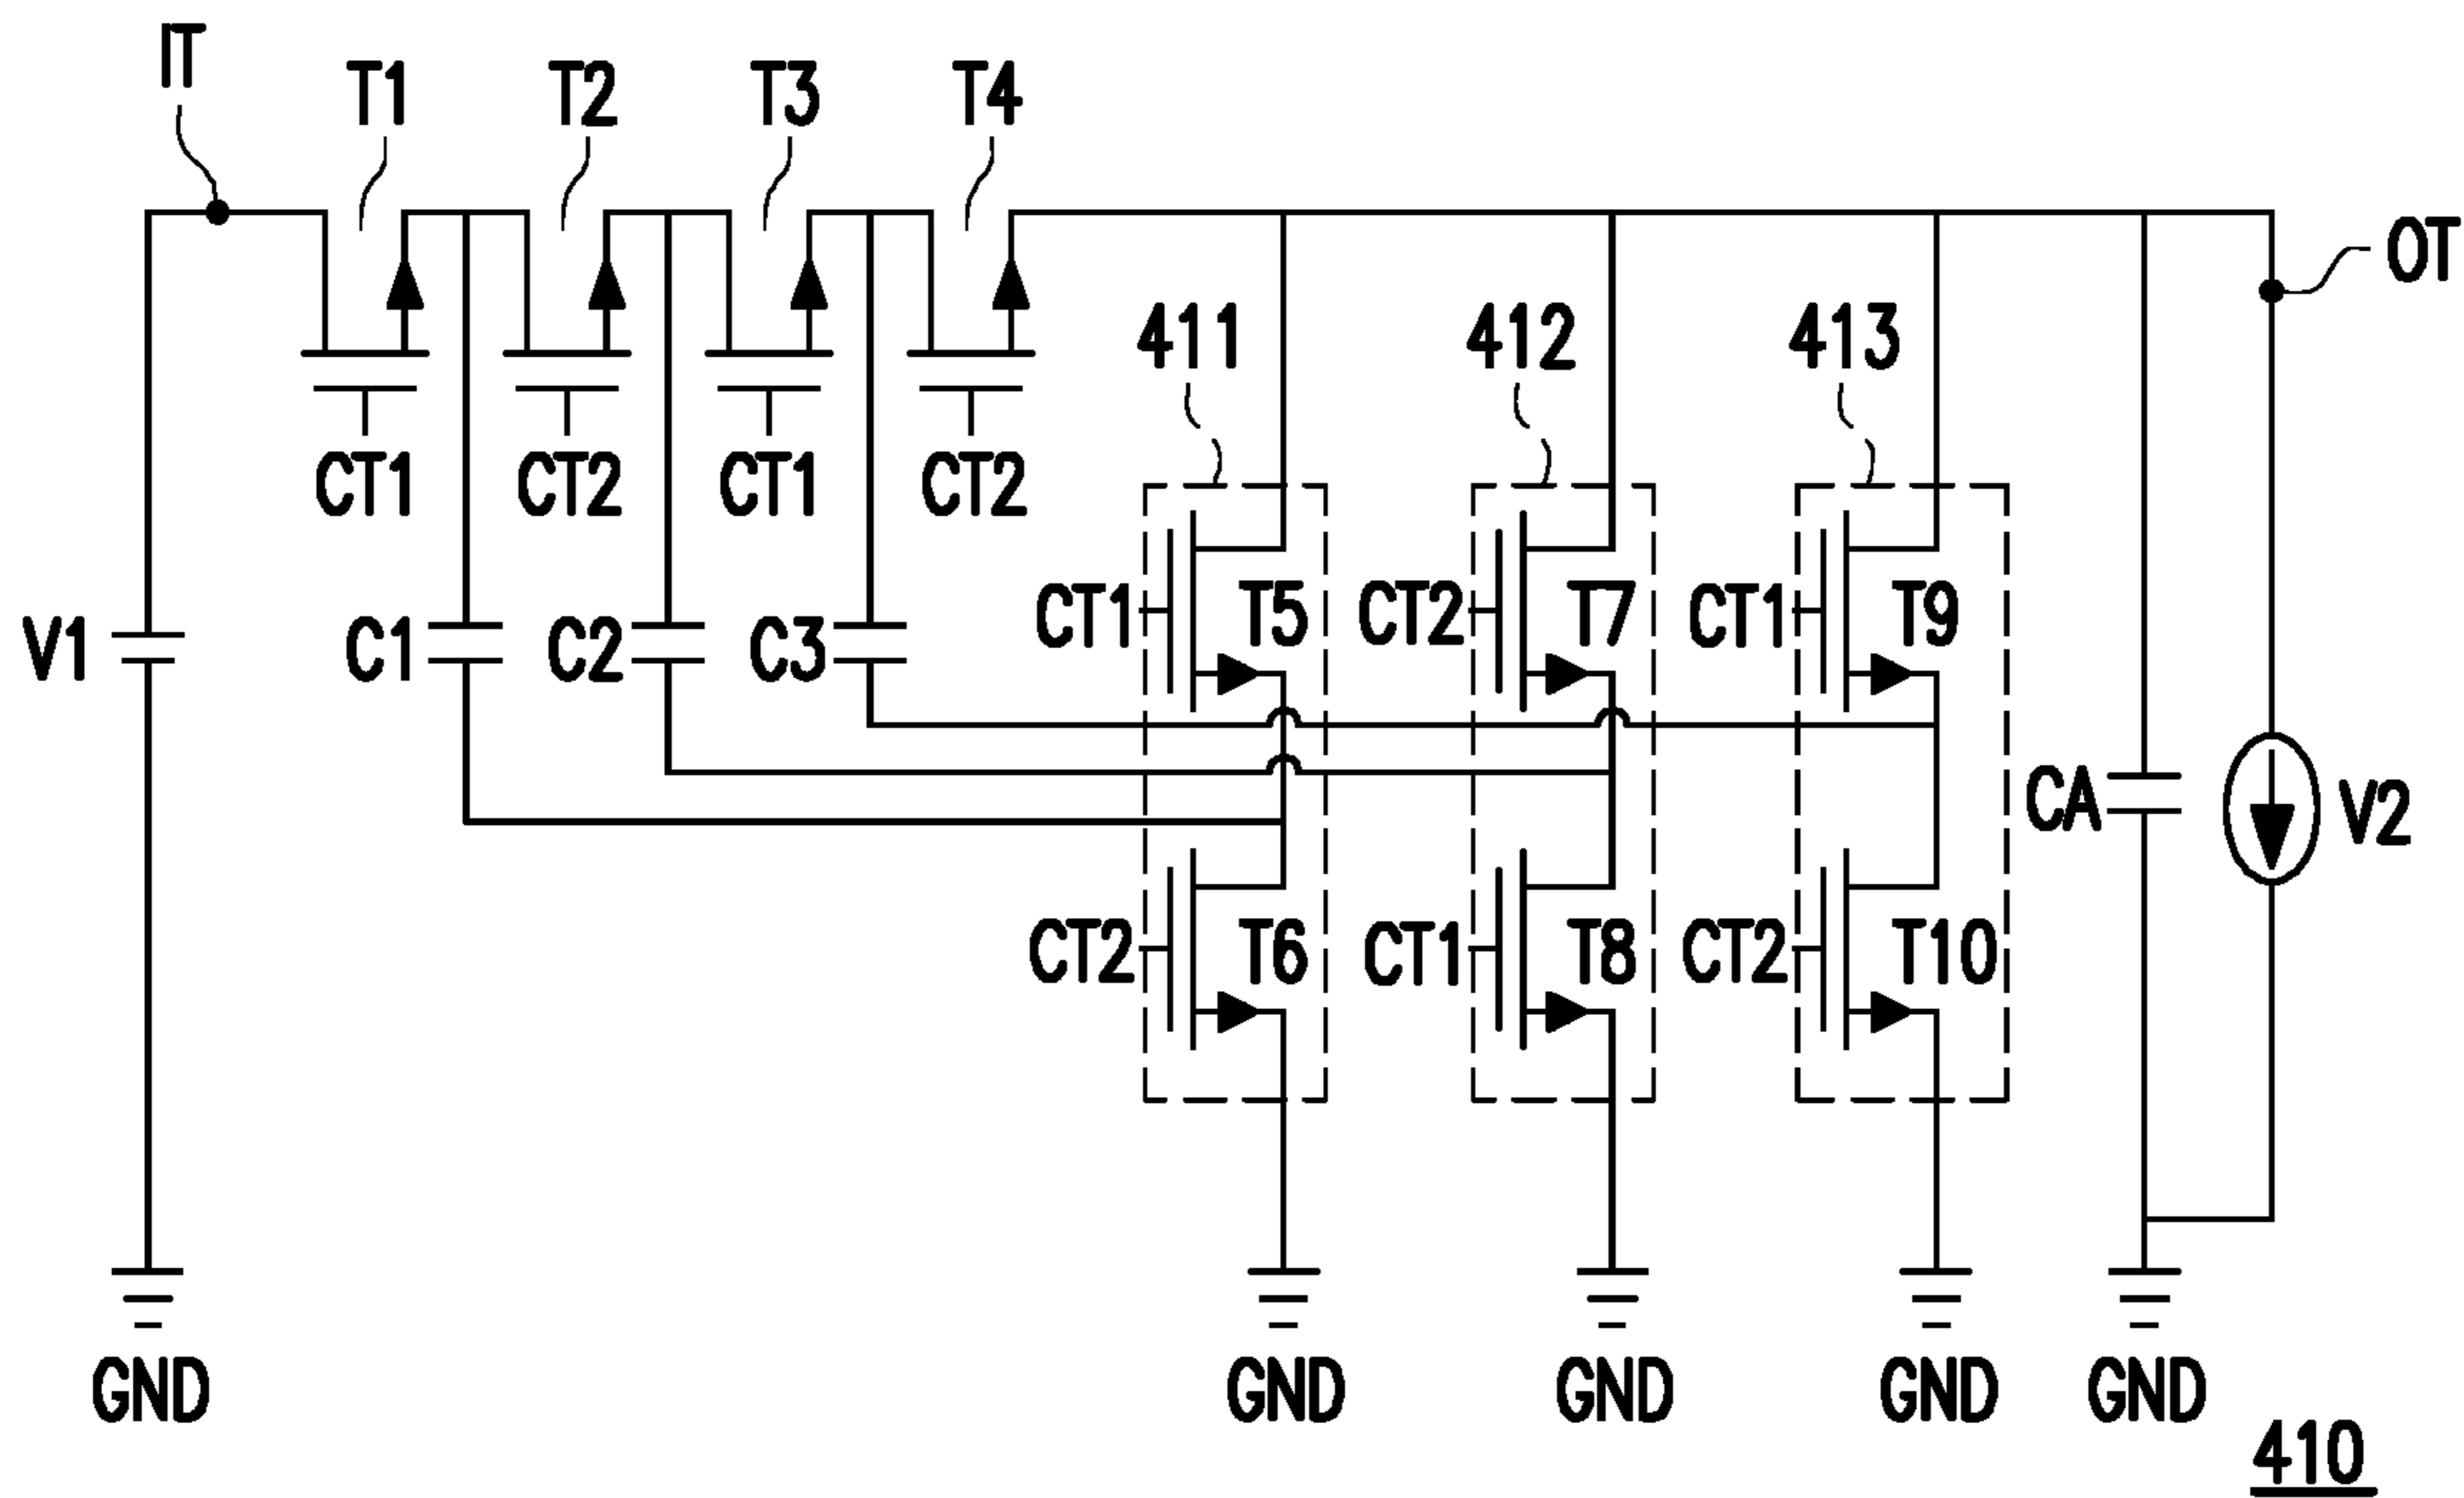 IT
T1 T2 T3 T4
OT
411 412 413
CT1 CT2 CT1 CT2
CT1 T5 CT2 T7 CT1 T9
V1 C1 C2 C3
CA V2
CT2 T6 CT1 T8 CT2 T10
GND GND GND GND GND
410